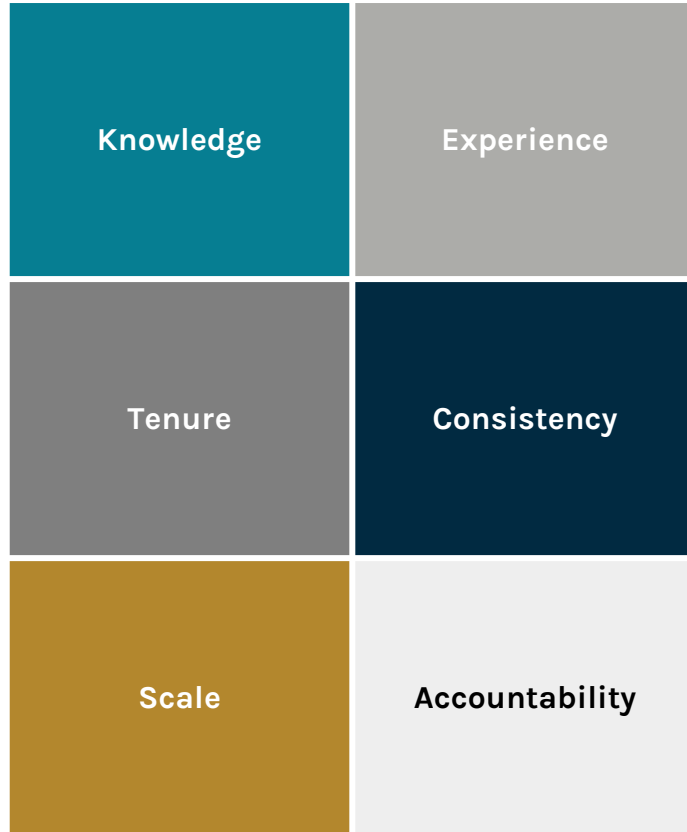 Knowledge
Experience
Tenure
Consistency
Scale
Accountability